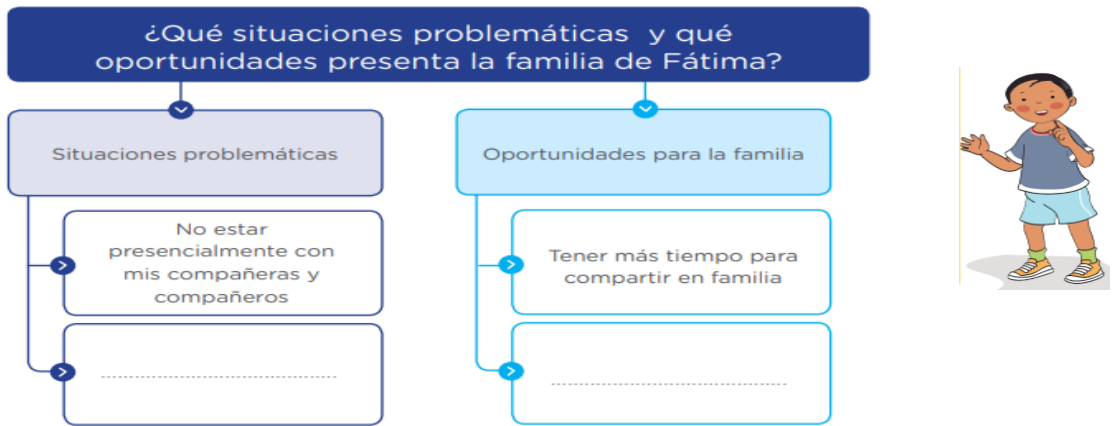 ¿Qué situaciones problemáticas y qué
oportunidades presenta la familia de Fátima?
Situaciones problemáticas
Oportunidades para la familia
No estar
presencialmente con
mis compañeras y
compañeros
Tener más tiempo para
compartir en familia